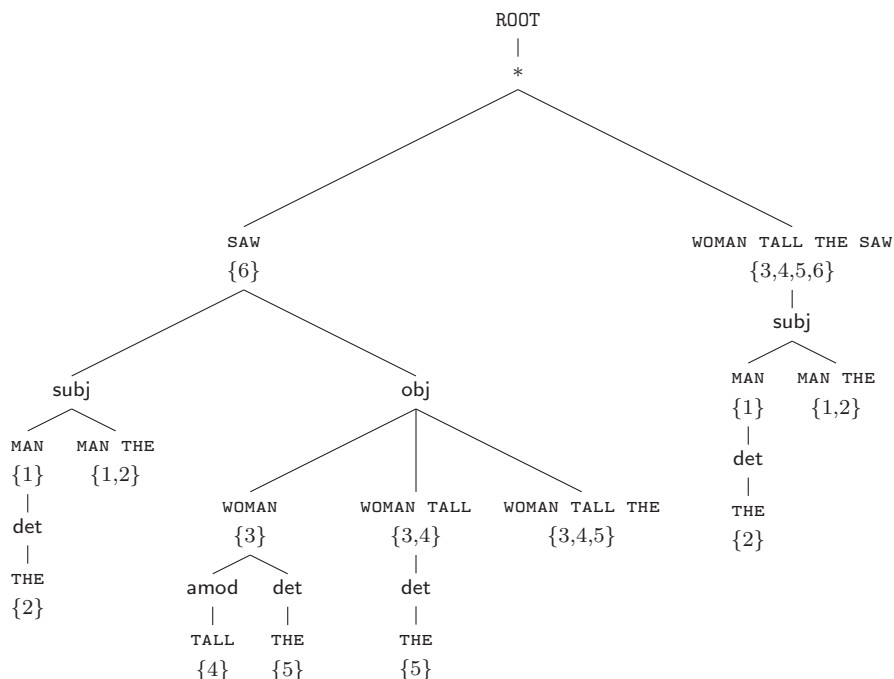 ROOT
*
SAW WOMAN TALL THE SAW
{6} {3,4,5,6}
subj
subj obj
MAN MAN THE
{1} {1,2}
MAN MAN THE
{1} {1,2}
det
WOMAN WOMAN TALL WOMAN TALL THE
THE
det
{3} {3,4} {3,4,5}
{2}
THE amod det det
{2}
TALL THE THE
{4} {5} {5}